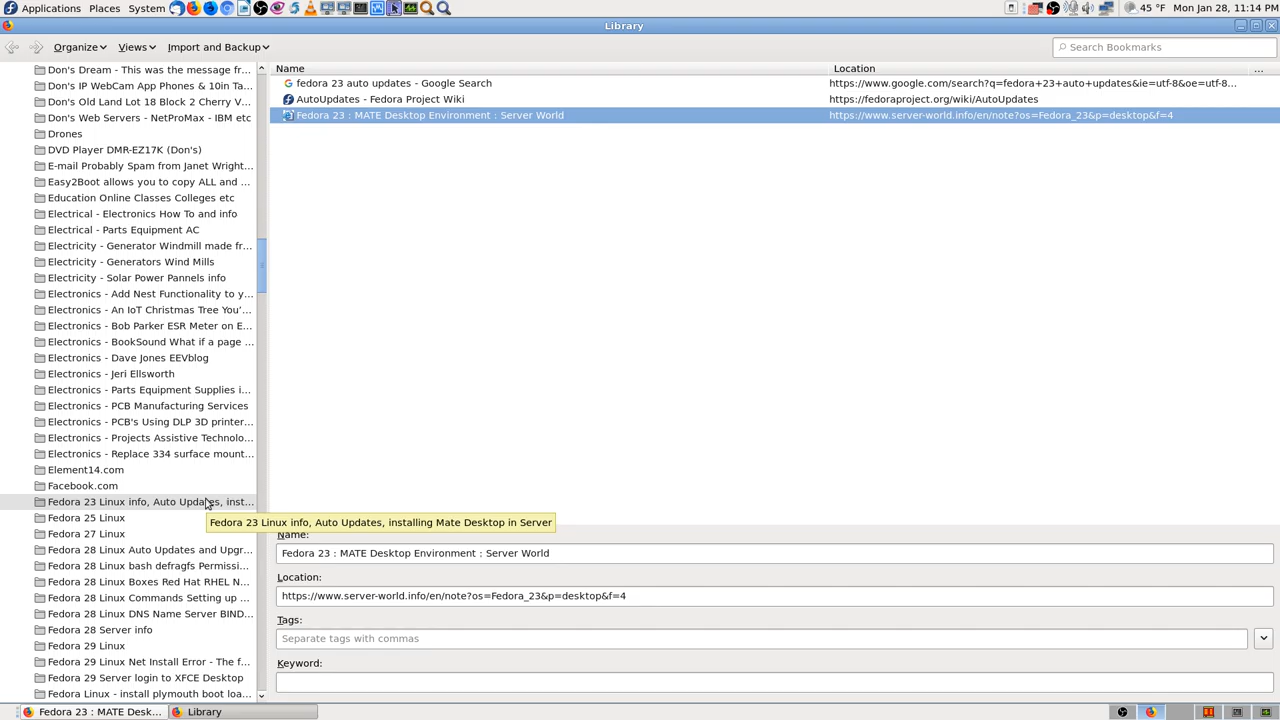 Applications Places System 45 °F Mon Jan 28, 11:14 PM
Library
Organize Views Import and Backup Search Bookmarks
Name Location ...
fedora 23 auto updates - Google Search https://www.google.com/search?q=fedora+23+auto+updates&ie=utf-8&oe=utf-8...
AutoUpdates - Fedora Project Wiki https://fedoraproject.org/wiki/AutoUpdates
Fedora 23 : MATE Desktop Environment : Server World https://www.server-world.info/en/note?os=Fedora_23&p=desktop&f=4
Don's Dream - This was the message fr...
Don's IP WebCam App Phones & 10in Ta...
Don's Old Land Lot 18 Block 2 Cherry V...
Don's Web Servers - NetProMax - IBM etc
Drones
DVD Player DMR-EZ17K (Don's)
E-mail Probably Spam from Janet Wright...
Easy2Boot allows you to copy ALL and ...
Education Online Classes Colleges etc
Electrical - Electronics How To and info
Electrical - Parts Equipment AC
Electricity - Generator Windmill made fr...
Electricity - Generators Wind Mills
Electricity - Solar Power Pannels info
Electronics - Add Nest Functionality to y...
Electronics - An IoT Christmas Tree You'...
Electronics - Bob Parker ESR Meter on E...
Electronics - BookSound What if a page ...
Electronics - Dave Jones EEVblog
Electronics - Jeri Ellsworth
Electronics - Parts Equipment Supplies i...
Electronics - PCB Manufacturing Services
Electronics - PCB's Using DLP 3D printer...
Electronics - Projects Assistive Technolo...
Electronics - Replace 334 surface mount...
Element14.com
Facebook.com
Fedora 23 Linux info, Auto Updates, inst...
Fedora 25 Linux
Fedora 27 Linux
Fedora 28 Linux Auto Updates and Upgr...
Fedora 28 Linux bash defragfs Permissi...
Fedora 28 Linux Boxes Red Hat RHEL N...
Fedora 28 Linux Commands Setting up ...
Fedora 28 Linux DNS Name Server BIND...
Fedora 28 Server info
Fedora 29 Linux
Fedora 29 Linux Net Install Error - The f...
Fedora 29 Server login to XFCE Desktop
Fedora Linux - install plymouth boot loa...
Fedora 23 Linux info, Auto Updates, installing Mate Desktop in Server
Name:
Fedora 23 : MATE Desktop Environment : Server World
Location:
https://www.server-world.info/en/note?os=Fedora_23&p=desktop&f=4
Tags:
Separate tags with commas
Keyword:
Fedora 23 : MATE Desk... Library